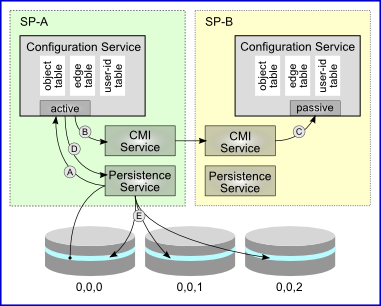 SP-A
Configuration Service
object table
edge table
user-id table
active
B
D
A
CMI
Service
Persistence
Service
E
SP-B
Configuration Service
object table
edge table
user-id table
passive
C
CMI
Service
Persistence
Service
0,0,0
0,0,1
0,0,2